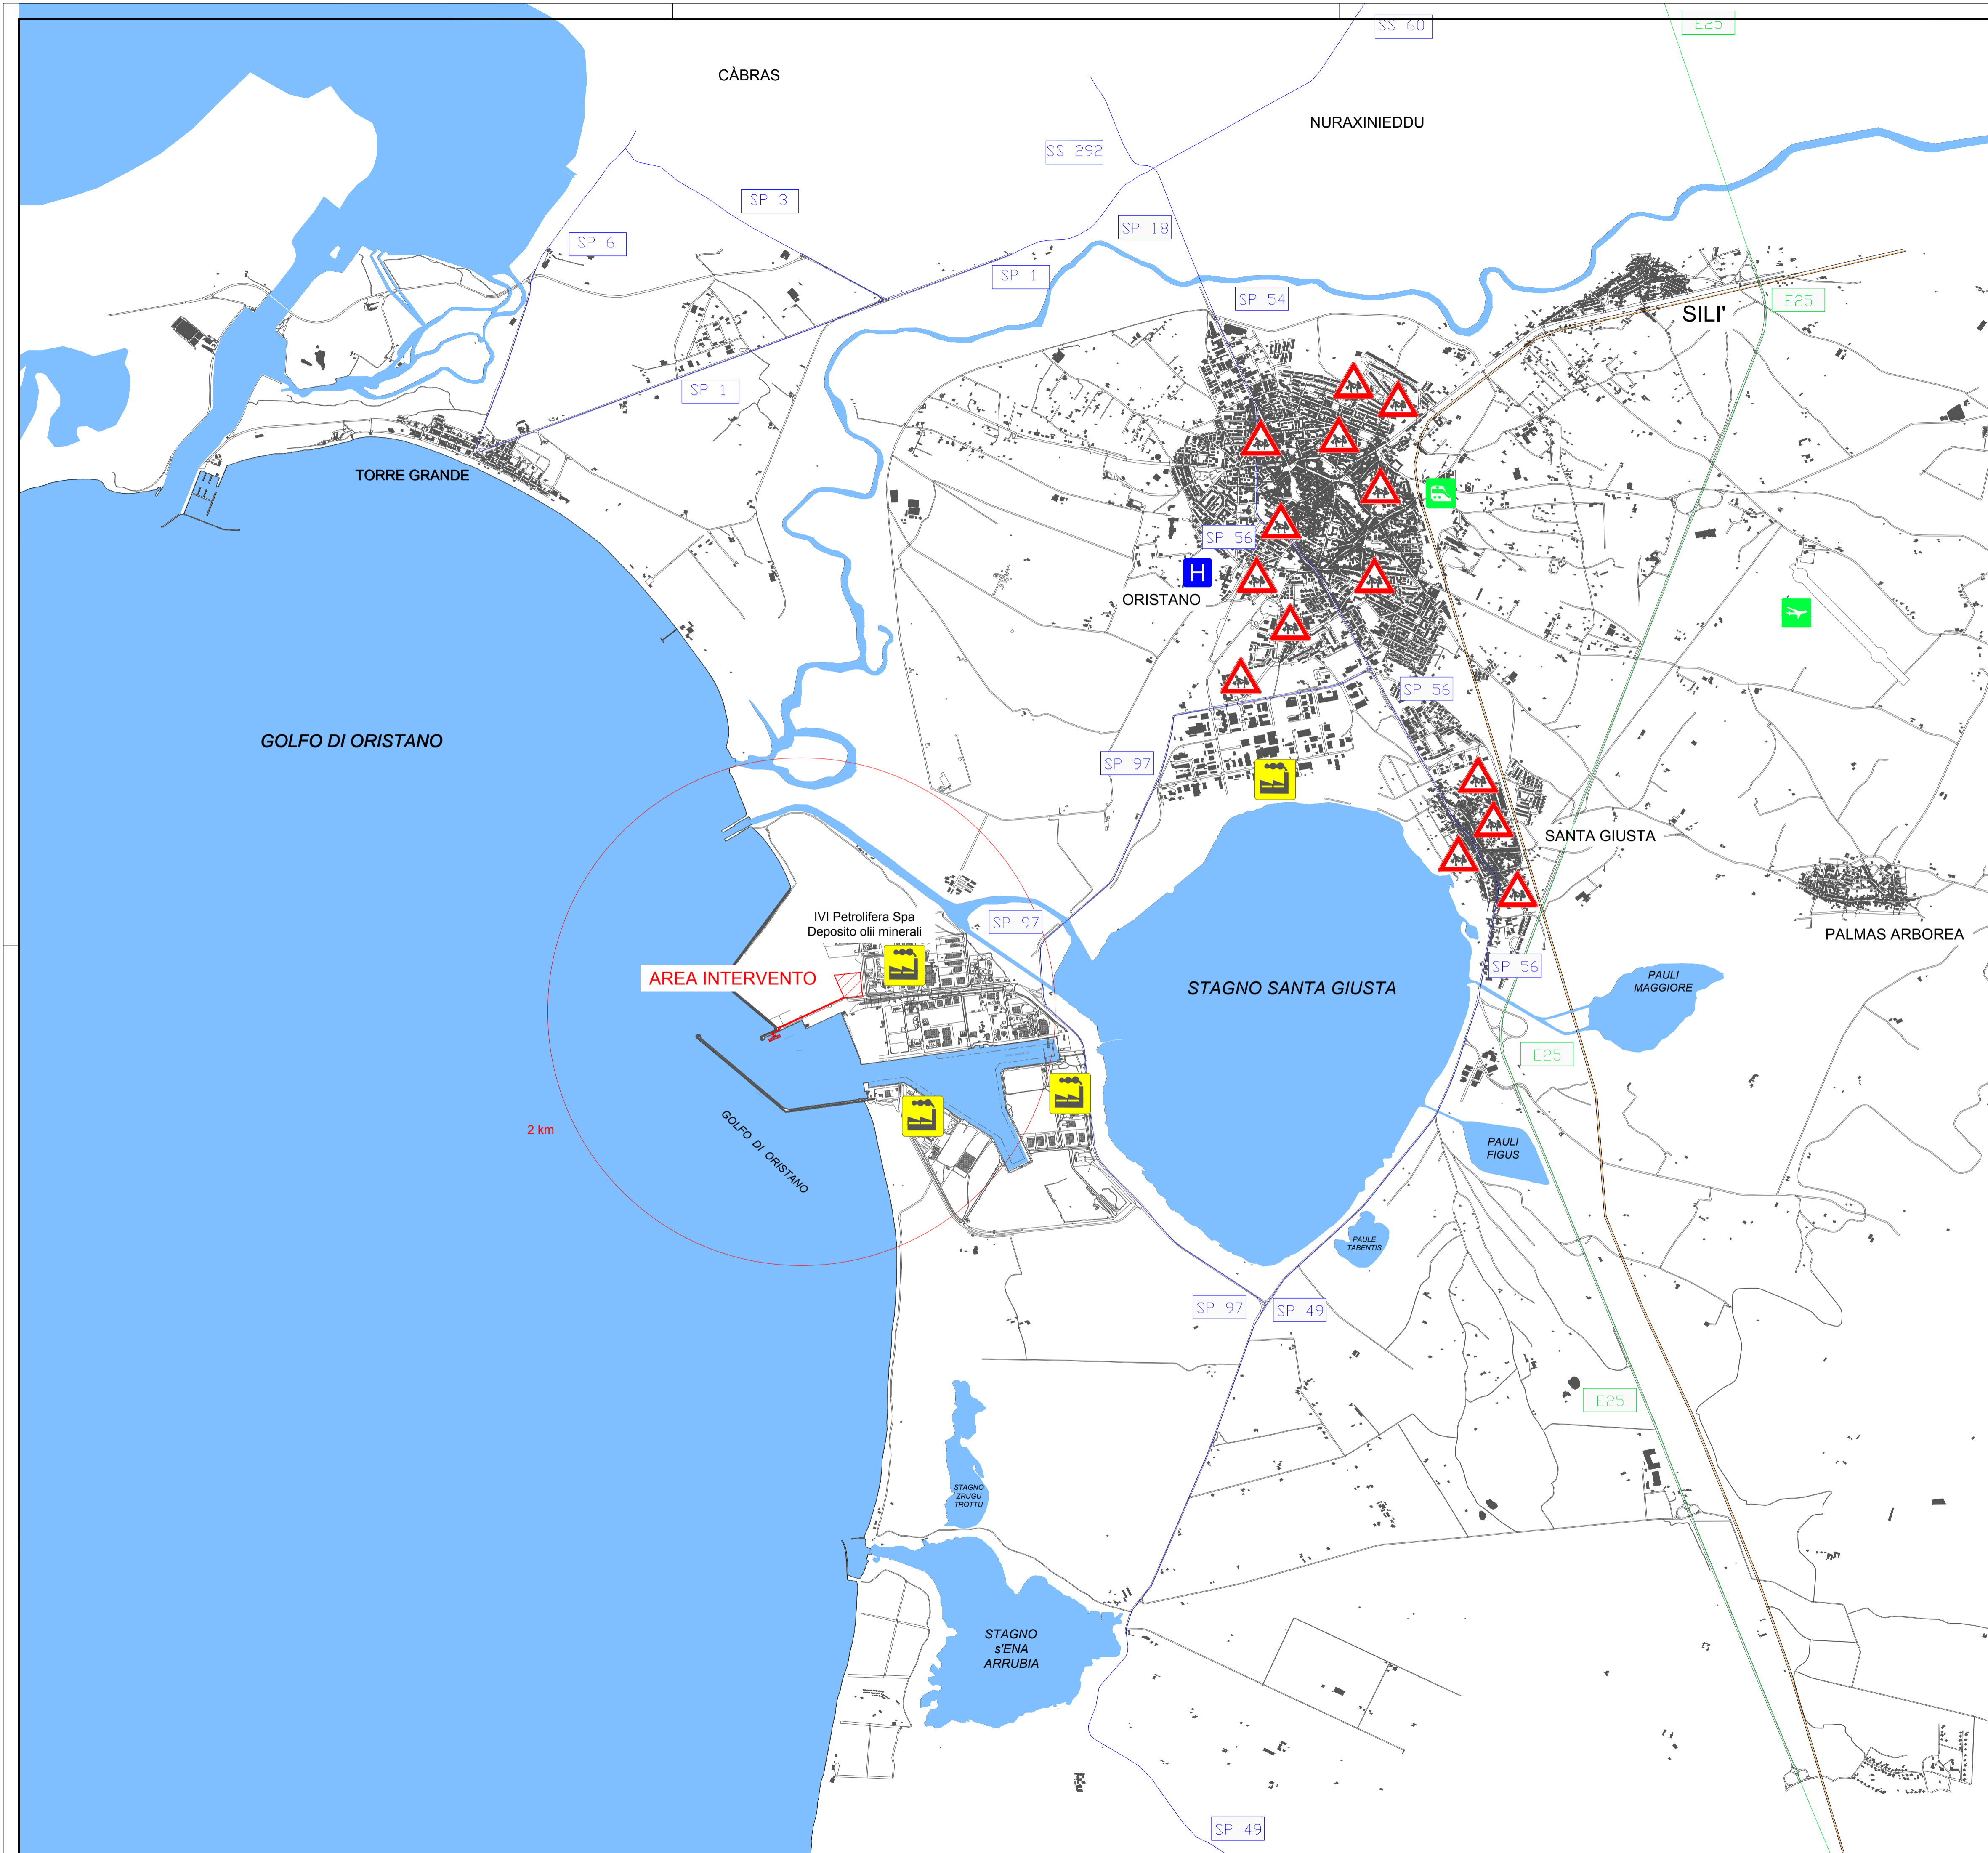 SS 60
E25
CÀBRAS
NURAXINIEDDU
SS 292
SP 3
SP 18
SP 6
SP 1
SP 54
E25
SILI'
SP 1
TORRE GRANDE
SP 56
H
ORISTANO
SP 56
GOLFO DI ORISTANO
SP 97
SANTA GIUSTA
IVI Petrolifera Spa
Deposito olii minerali
SP 97
PALMAS ARBOREA
AREA INTERVENTO
SP 56
PAULI
MAGGIORE
STAGNO SANTA GIUSTA
E25
2 km
GOLFO DI ORISTANO
PAULI
FIGUS
PAULE
TABENTIS
SP 97
SP 49
E25
STAGNO
ZRUGU
TROTTU
STAGNO
s'ENA
ARRUBIA
SP 49